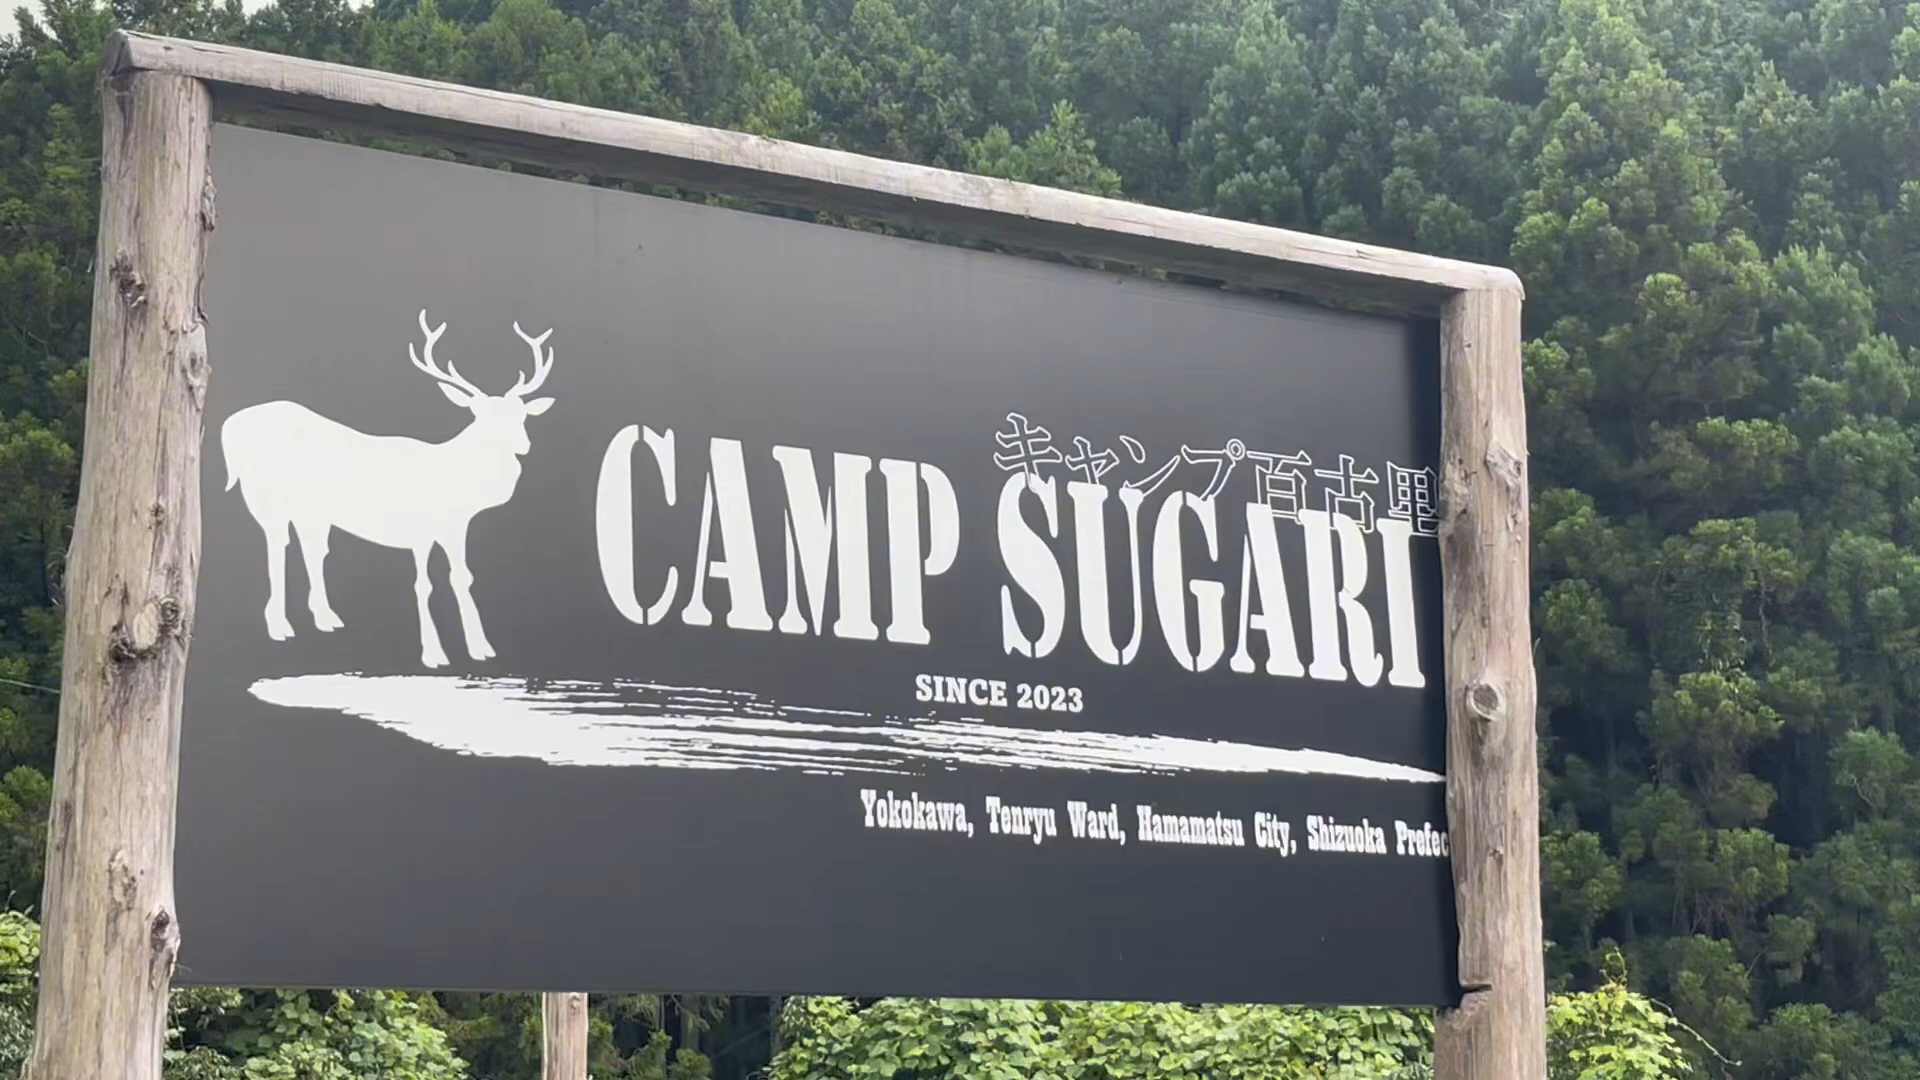 キャンプ百古里
CAMP SUGARI
SINCE 2023
Yokokawa, Tenryu Ward, Hamamatsu City, Shizuoka Prefec